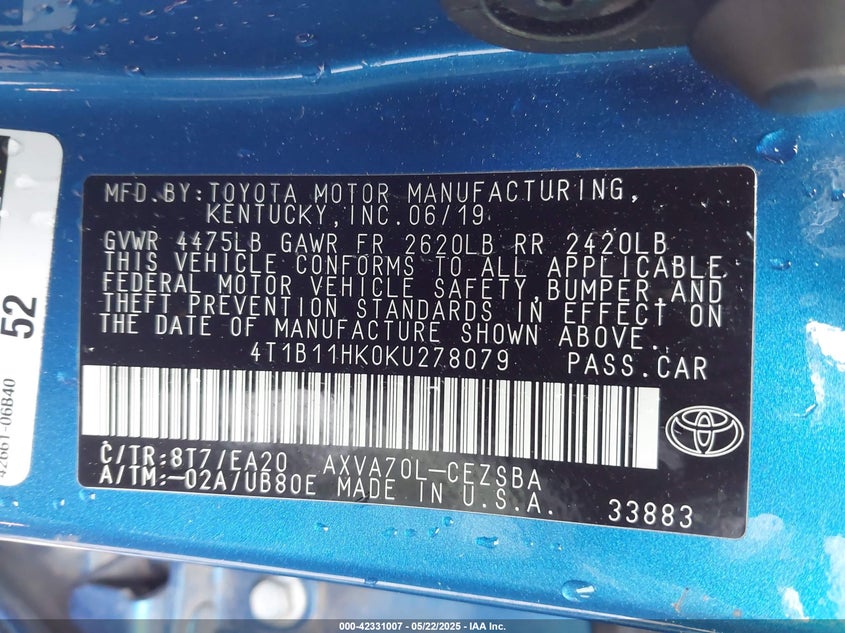 MFD. BY: TOYOTA MOTOR MANUFACTURING,
KENTUCKY, INC. 06/19
GVWR 4475LB GAWR FR 2620LB RR 2420LB
THIS VEHICLE CONFORMS TO ALL APPLICABLE
FEDERAL MOTOR VEHICLE SAFETY, BUMPER, AND
THEFT PREVENTION STANDARDS IN EFFECT ON
THE DATE OF MANUFACTURE SHOWN ABOVE.
4T1B11HK0KU278079 PASS. CAR
C/TR: 8T7/EA20 AXVA70L-CEZSBA
A/TM: -02A/UB80E MADE IN U.S.A. 33883
52
42661-06B40
000-42331007 - 05/22/2025 - IAA Inc.